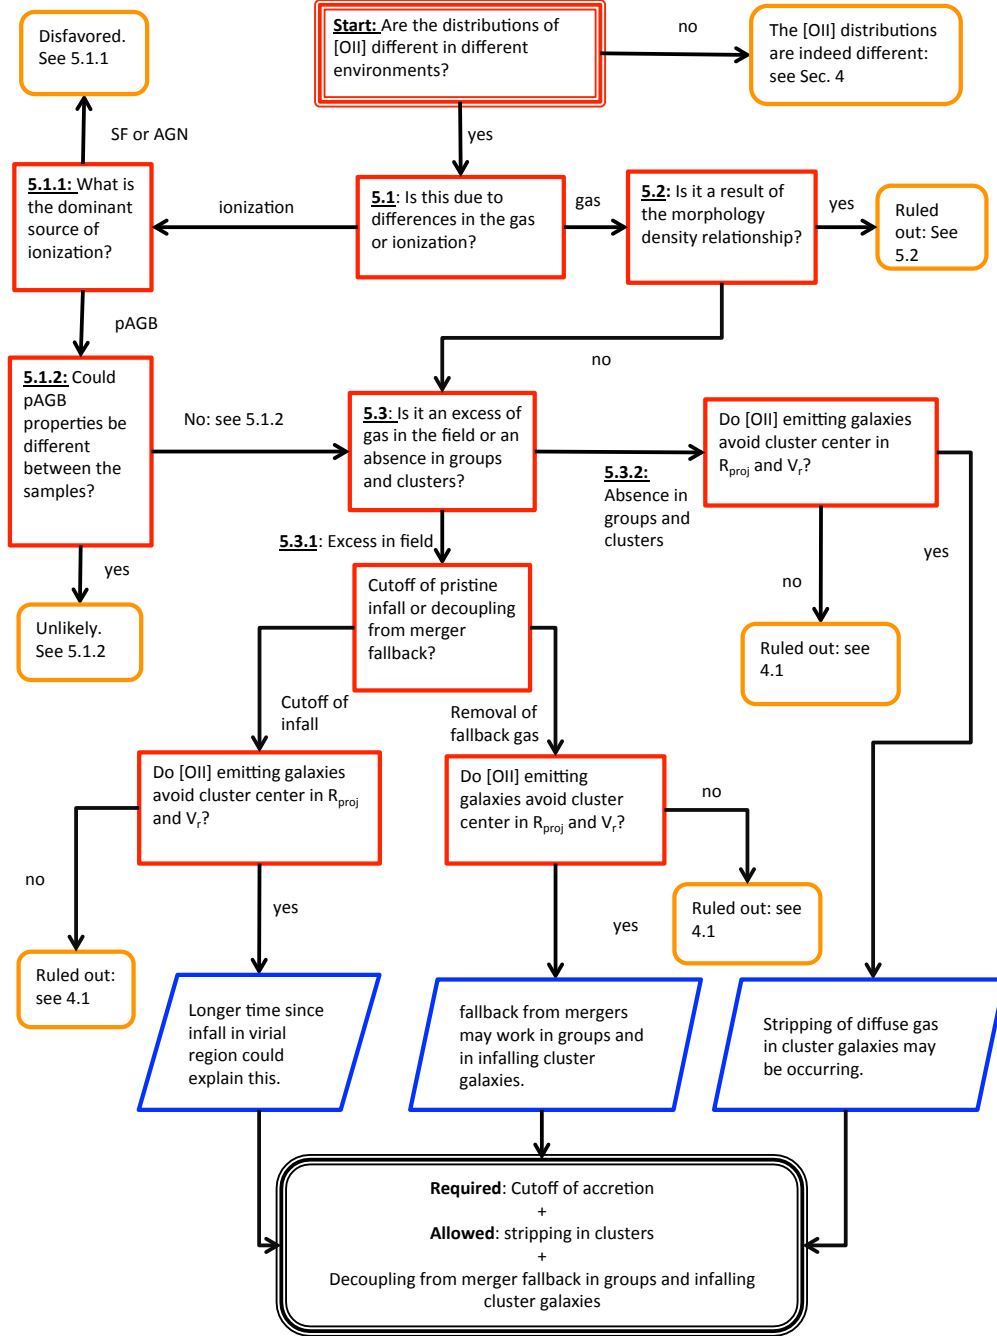 Start: Are the distributions of
[OII] different in different
environments?
no
The [OII] distributions
are indeed different:
see Sec. 4
Disfavored.
See 5.1.1
SF or AGN
yes
5.1.1: What is
the dominant
source of
ionization?
ionization
5.1: Is this due to
differences in the gas
or ionization?
gas
5.2: Is it a result of
the morphology
density relationship?
yes
Ruled
out: See
5.2
pAGB
no
5.1.2: Could
pAGB
properties be
different
between the
samples?
No: see 5.1.2
5.3: Is it an excess of
gas in the field or an
absence in groups
and clusters?
5.3.2:
Absence in
groups and
clusters
Do [OII] emitting galaxies
avoid cluster center in
Rproj and Vr?
yes
Unlikely.
See 5.1.2
5.3.1: Excess in field
no
yes
Ruled out: see
4.1
Cutoff of pristine
infall or decoupling
from merger
fallback?
Cutoff of
infall
Removal of
fallback gas
Do [OII] emitting galaxies
avoid cluster center in Rproj
and Vr?
Do [OII] emitting
galaxies avoid cluster
center in Rproj and Vr?
no
no
yes
yes
Ruled out: see
4.1
Ruled out:
see 4.1
Longer time since
infall in virial
region could
explain this.
fallback from mergers
may work in groups and
in infalling cluster
galaxies.
Stripping of diffuse gas
in cluster galaxies may
be occurring.
Required: Cutoff of accretion
+
Allowed: stripping in clusters
+
Decoupling from merger fallback in groups and infalling
cluster galaxies